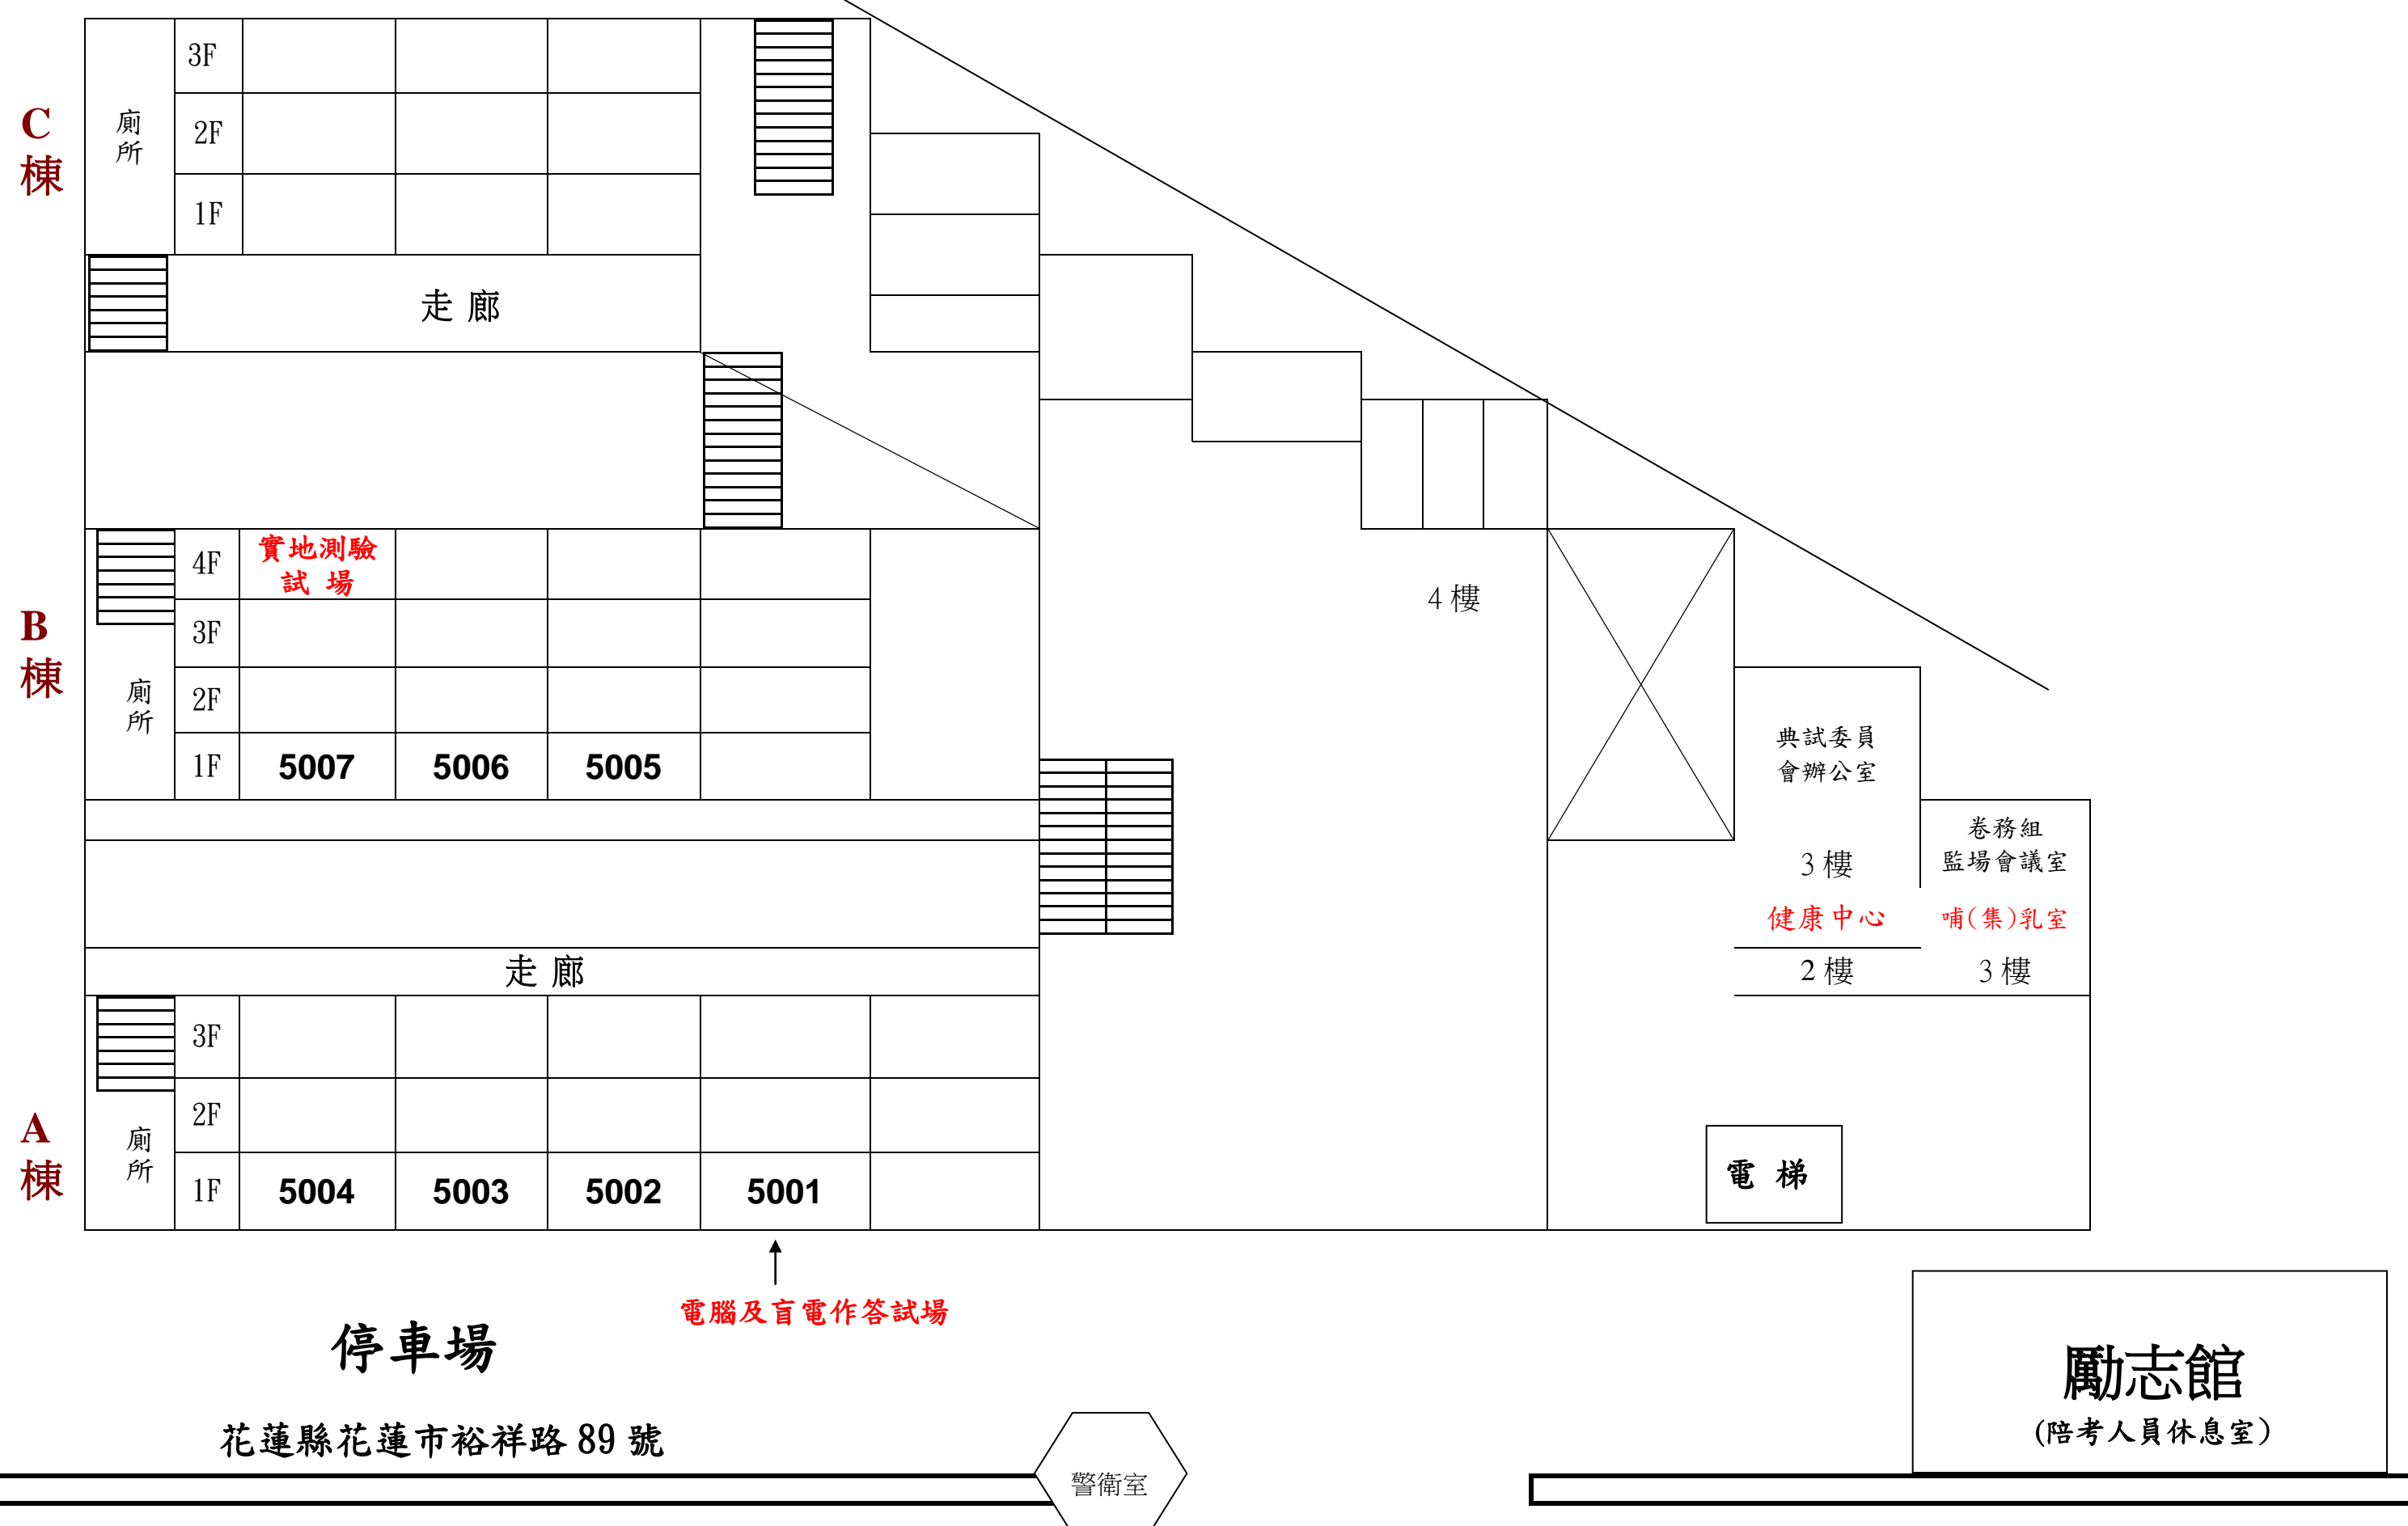 C
棟
廁
所
3F
2F
1F
走 廊
B
棟
廁
所
4F
實地測驗
試 場
3F
2F
1F
5007
5006
5005
4 樓
典試委員
會辦公室
3 樓
健康中心
2 樓
卷務組
監場會議室
哺(集)乳室
3 樓
走 廊
A
棟
廁
所
3F
2F
1F
5004
5003
5002
5001
電 梯
電腦及盲電作答試場
停車場
花蓮縣花蓮市裕祥路 89 號
警衛室
勵志館
(陪考人員休息室)